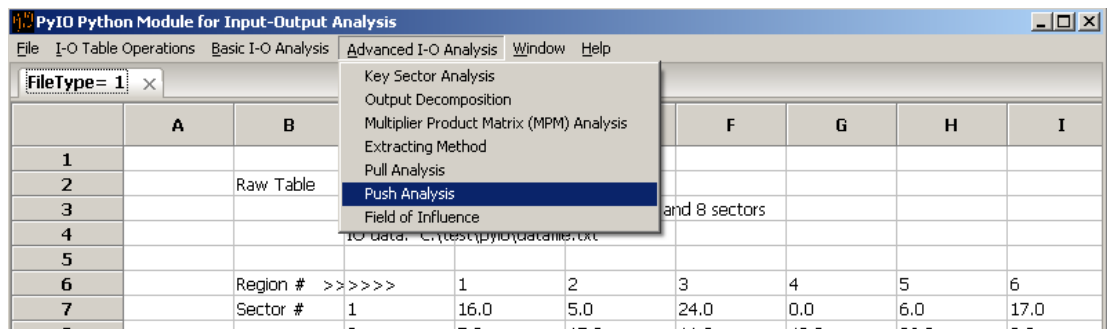 PyIO Python Module for Input-Output Analysis
File I-O Table Operations Basic I-O Analysis Advanced I-O Analysis Window Help
FileType= 1
Key Sector Analysis
Output Decomposition
Multiplier Product Matrix (MPM) Analysis
Extracting Method
Pull Analysis
Push Analysis
Field of Influence
A B F G H I
1
2 Raw Table
3 and 8 sectors
4 IO data: C:\test\pyio\datafile.txt
5
6 Region # >>>>>>> 1 2 3 4 5 6
7 Sector # 1 16.0 5.0 24.0 0.0 6.0 17.0